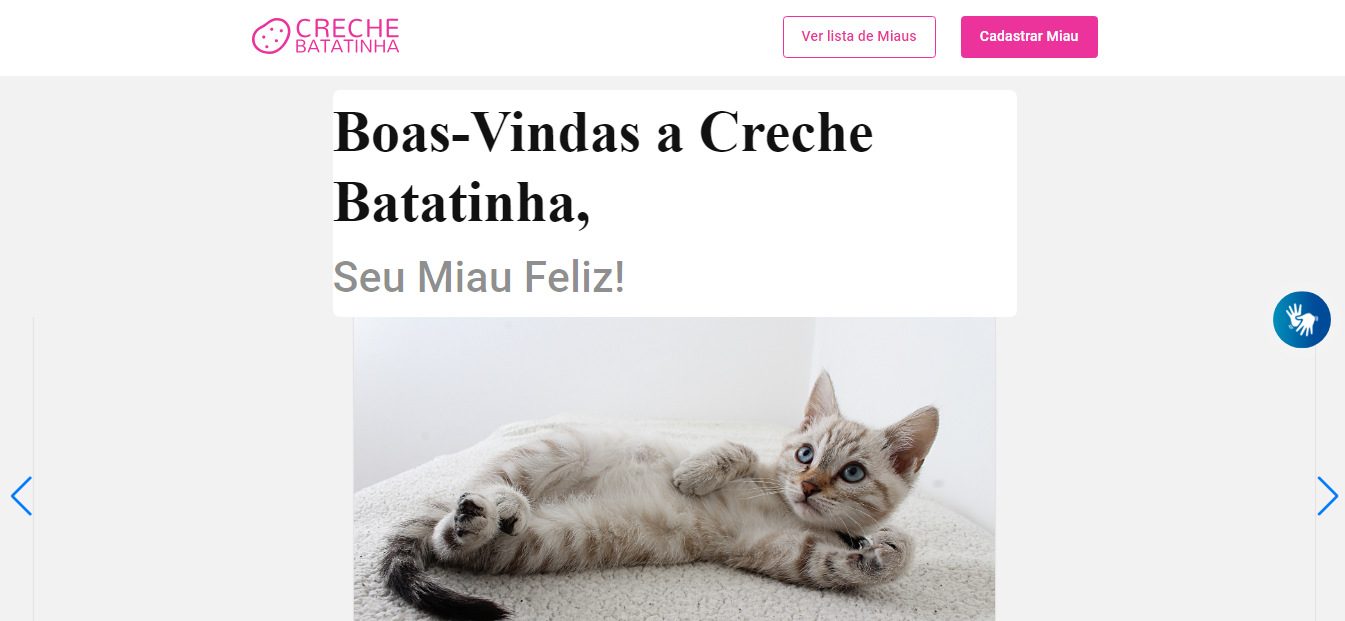 CRECHE
BATATINHA
Ver lista de Miaus
Cadastrar Miau
Boas-Vindas a Creche
Batatinha,
Seu Miau Feliz!